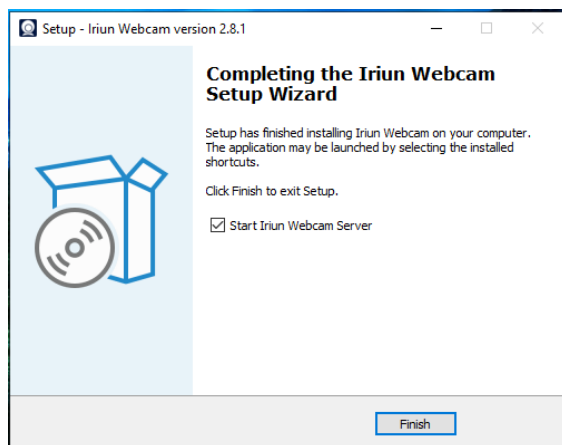 Setup - Iriun Webcam version 2.8.1
Completing the Iriun Webcam
Setup Wizard
Setup has finished installing Iriun Webcam on your computer.
The application may be launched by selecting the installed
shortcuts.
Click Finish to exit Setup.
Start Iriun Webcam Server
Finish